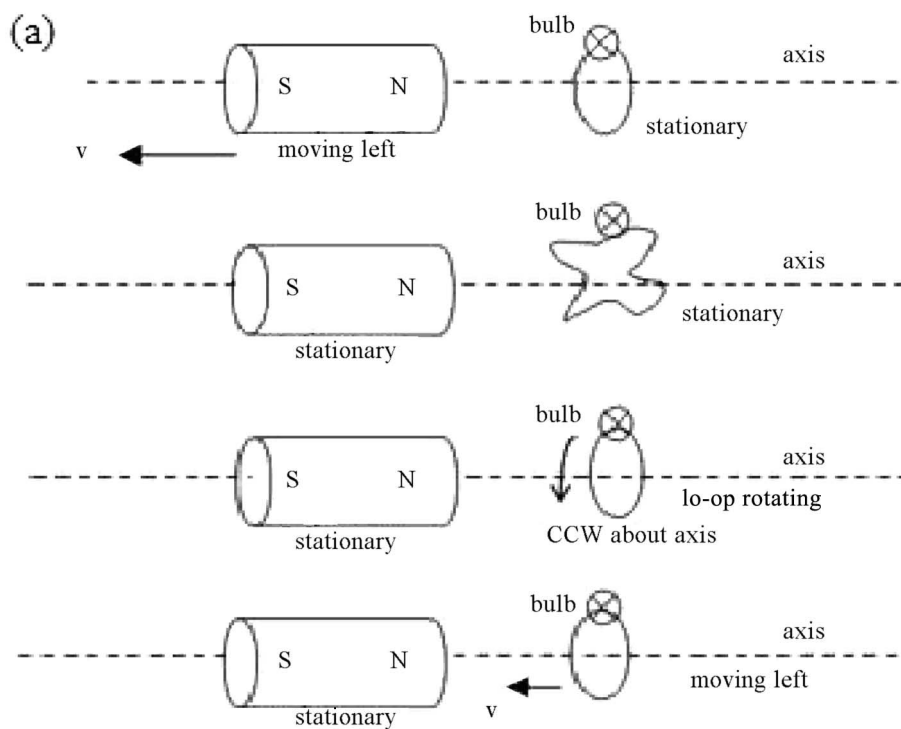 (a)
bulb
axis
S N
stationary
v
moving left
bulb
axis
S N
stationary
stationary
bulb
axis
S N
lo-op rotating
CCW about axis
stationary
bulb
axis
S N
moving left
v
stationary